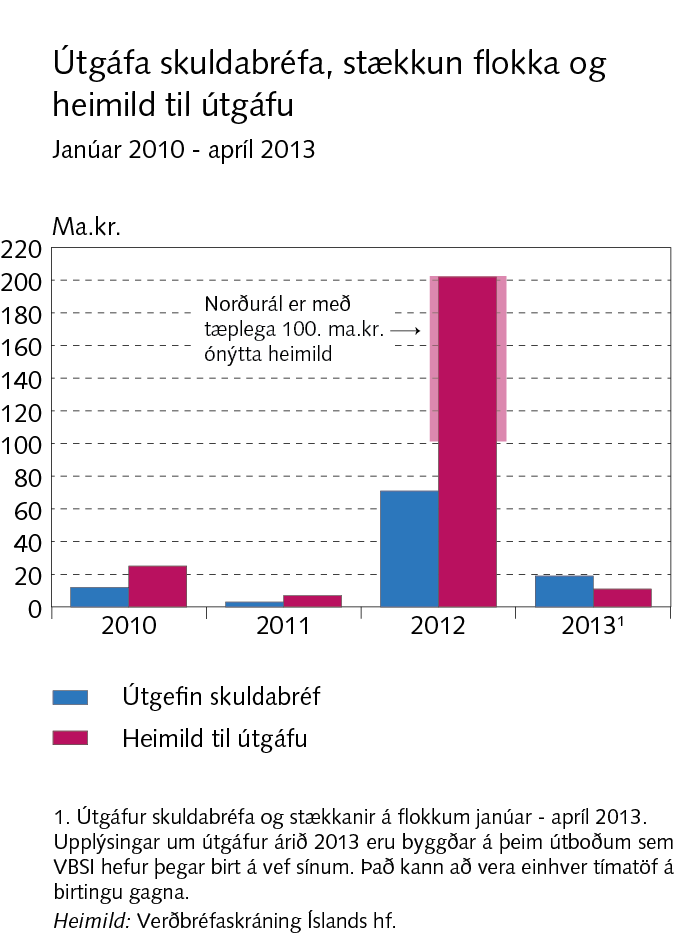 Útgáfa skuldabréfa, stækkun flokka og
heimild til útgáfu
Janúar 2010 - apríl 2013
Ma.kr.
220
200
180
160
140
120
100
80
60
40
20
0
Norðurál er með
tæplega 100. ma.kr.
ónýtta heimild
2010
2011
2012
2013¹
Útgefin skuldabréf
Heimild til útgáfu
1. Útgáfur skuldabréfa og stækkanir á flokkum janúar - apríl 2013.
Upplýsingar um útgáfur árið 2013 eru byggðar á þeim útboðum sem
VBSI hefur þegar birt á vef sínum. Það kann að vera einhver tímatöf á
birtingu gagna.
Heimild: Verðbréfaskráning Íslands hf.